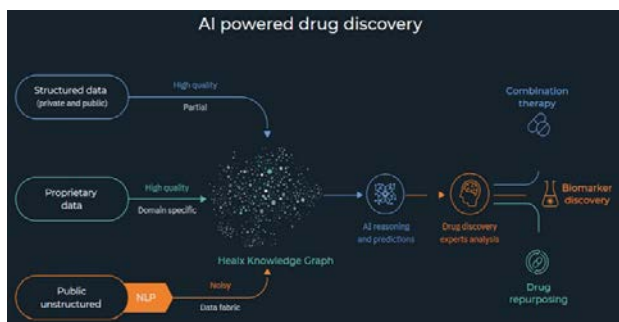 AI powered drug discovery
Structured data
(private and public)
High quality
Partial
Proprietary
data
High quality
Domain specific
Public
unstructured
NLP
Noisy
Data fabric
Healx Knowledge Graph
AI reasoning
and predictions
Drug discovery
experts analysis
Combination
therapy
Biomarker
discovery
Drug
repurposing